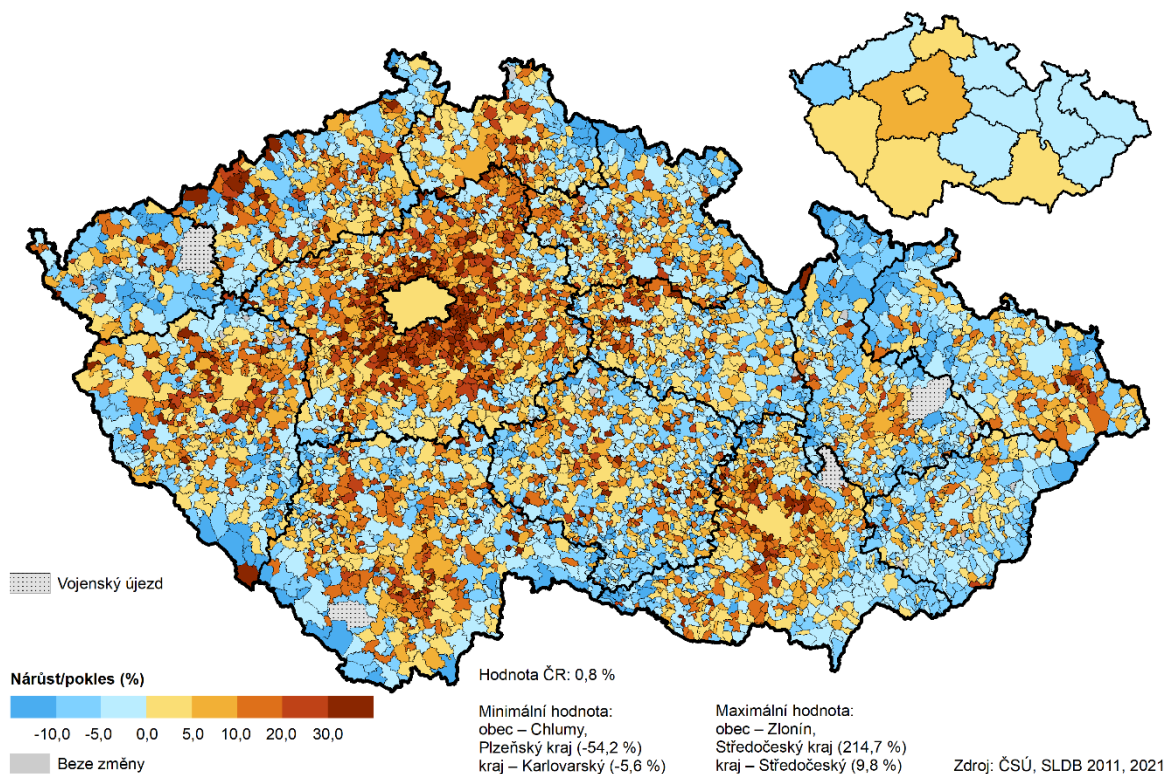 Vojenský újezd
Nárůst/pokles (%)
-10,0 -5,0 0,0 5,0 10,0 20,0 30,0
Beze změny
Hodnota ČR: 0,8 %
Minimální hodnota:
obec – Chlumy,
Plzeňský kraj (-54,2 %)
kraj – Karlovarský (-5,6 %)
Maximální hodnota:
obec – Zlonín,
Středočeský kraj (214,7 %)
kraj – Středočeský (9,8 %)
Zdroj: ČSÚ, SLDB 2011, 2021